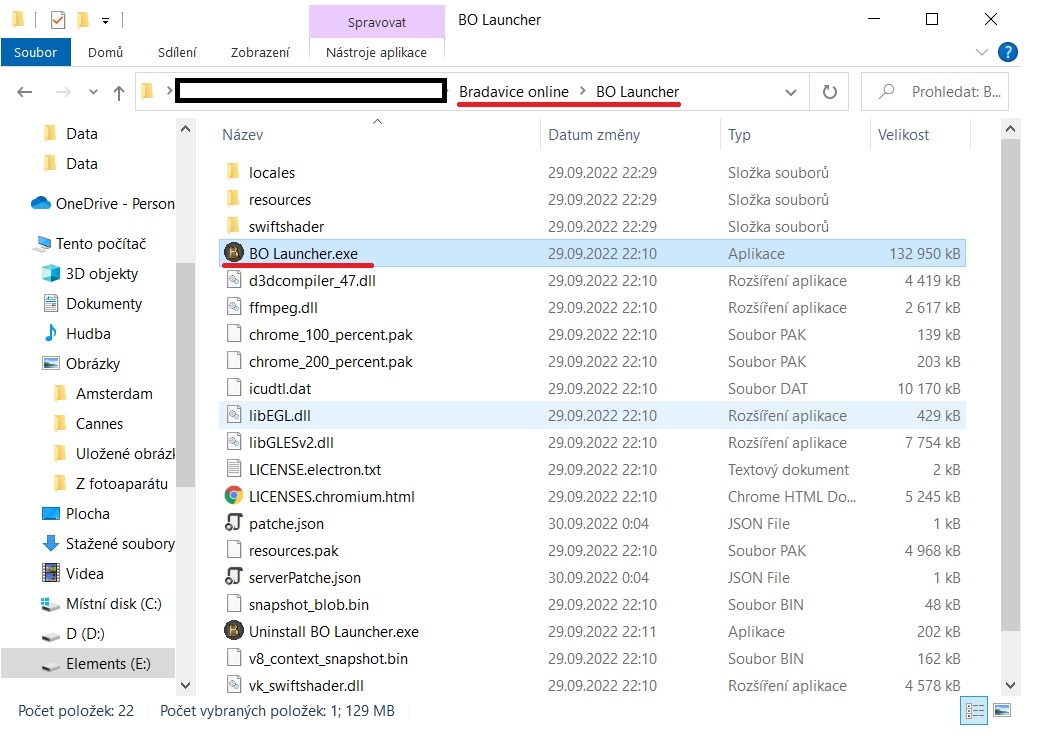 Spravovat BO Launcher
Soubor Domů Sdílení Zobrazení Nástroje aplikace
Bradavice online > BO Launcher Prohledat: B...
Název Datum změny Typ Velikost
Data
Data
OneDrive - Person
Tento počítač
3D objekty
Dokumenty
Hudba
Obrázky
Amsterdam
Cannes
Uložené obrázk
Z fotoaparátu
Plocha
Stažené soubory
Videa
Místní disk (C:)
D (D:)
Elements (E:)
locales 29.09.2022 22:29 Složka souborů
resources 29.09.2022 22:29 Složka souborů
swiftshader 29.09.2022 22:29 Složka souborů
BO Launcher.exe 29.09.2022 22:10 Aplikace 132 950 kB
d3dcompiler_47.dll 29.09.2022 22:10 Rozšíření aplikace 4 419 kB
ffmpeg.dll 29.09.2022 22:10 Rozšíření aplikace 2 617 kB
chrome_100_percent.pak 29.09.2022 22:10 Soubor PAK 139 kB
chrome_200_percent.pak 29.09.2022 22:10 Soubor PAK 203 kB
icudtl.dat 29.09.2022 22:10 Soubor DAT 10 170 kB
libEGL.dll 29.09.2022 22:10 Rozšíření aplikace 429 kB
libGLESv2.dll 29.09.2022 22:10 Rozšíření aplikace 7 754 kB
LICENSE.electron.txt 29.09.2022 22:10 Textový dokument 2 kB
LICENSES.chromium.html 29.09.2022 22:10 Chrome HTML Do... 5 245 kB
patche.json 30.09.2022 0:04 JSON File 1 kB
resources.pak 29.09.2022 22:10 Soubor PAK 4 968 kB
serverPatche.json 30.09.2022 0:04 JSON File 1 kB
snapshot_blob.bin 29.09.2022 22:10 Soubor BIN 48 kB
Uninstall BO Launcher.exe 29.09.2022 22:11 Aplikace 202 kB
v8_context_snapshot.bin 29.09.2022 22:10 Soubor BIN 162 kB
vk_swiftshader.dll 29.09.2022 22:10 Rozšíření aplikace 4 578 kB
Počet položek: 22 Počet vybraných položek: 1; 129 MB